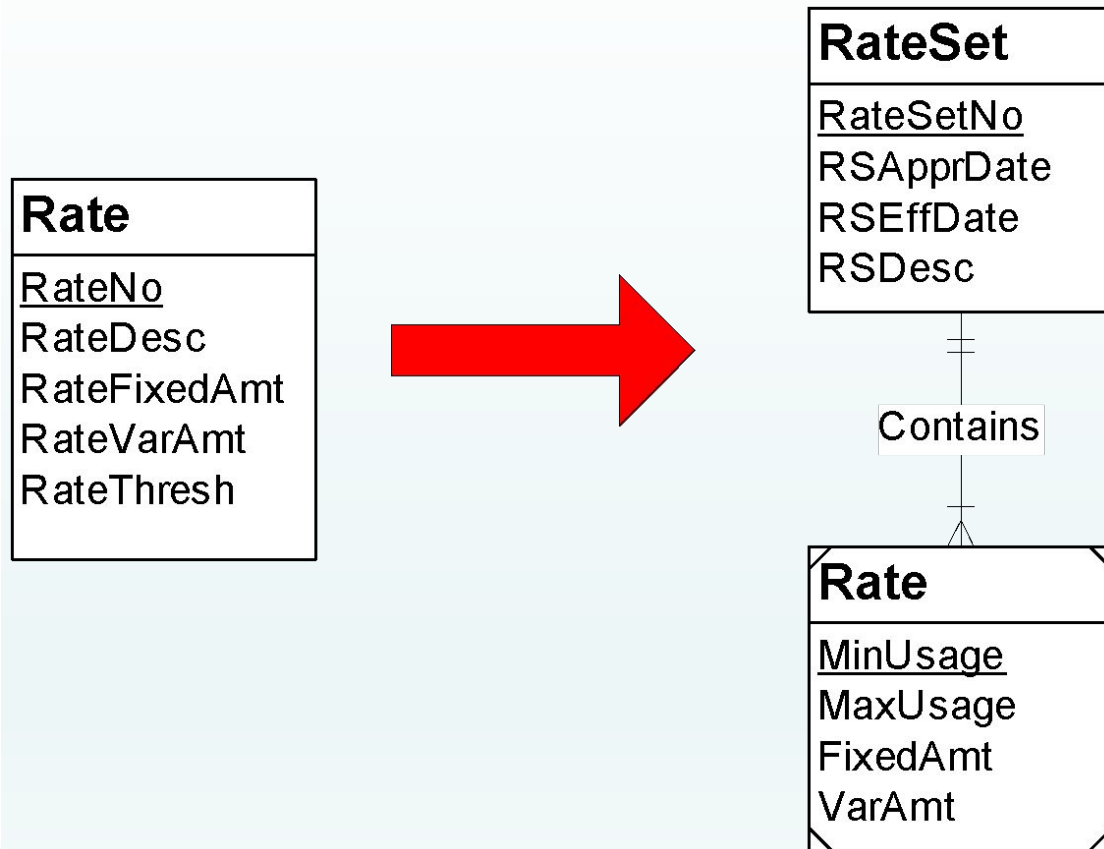 Rate
RateNo
RateDesc
RateFixedAmt
RateVarAmt
RateThresh
RateSet
RateSetNo
RSApprDate
RSEffDate
RSDesc
Contains
Rate
MinUsage
MaxUsage
FixedAmt
VarAmt